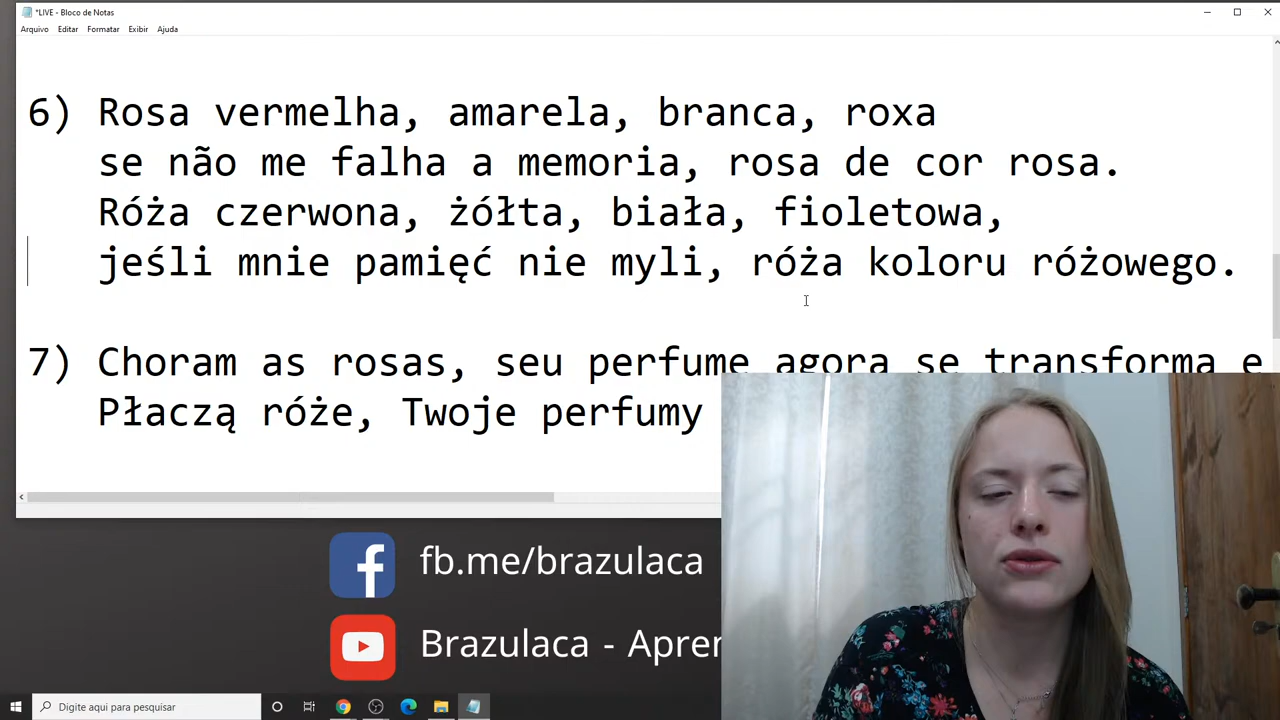 *LIVE - Bloco de Notas
Arquivo Editar Formatar Exibir Ajuda
6) Rosa vermelha, amarela, branca, roxa
se não me falha a memoria, rosa de cor rosa.
Róża czerwona, żółta, biała, fioletowa,
jeśli mnie pamięć nie myli, róża koloru różowego.
7) Choram as rosas, seu perfume agora se transforma e
Płaczą róże, Twoje perfumy
fb.me/brazulaca
Brazulaca - Apren
Digite aqui para pesquisar